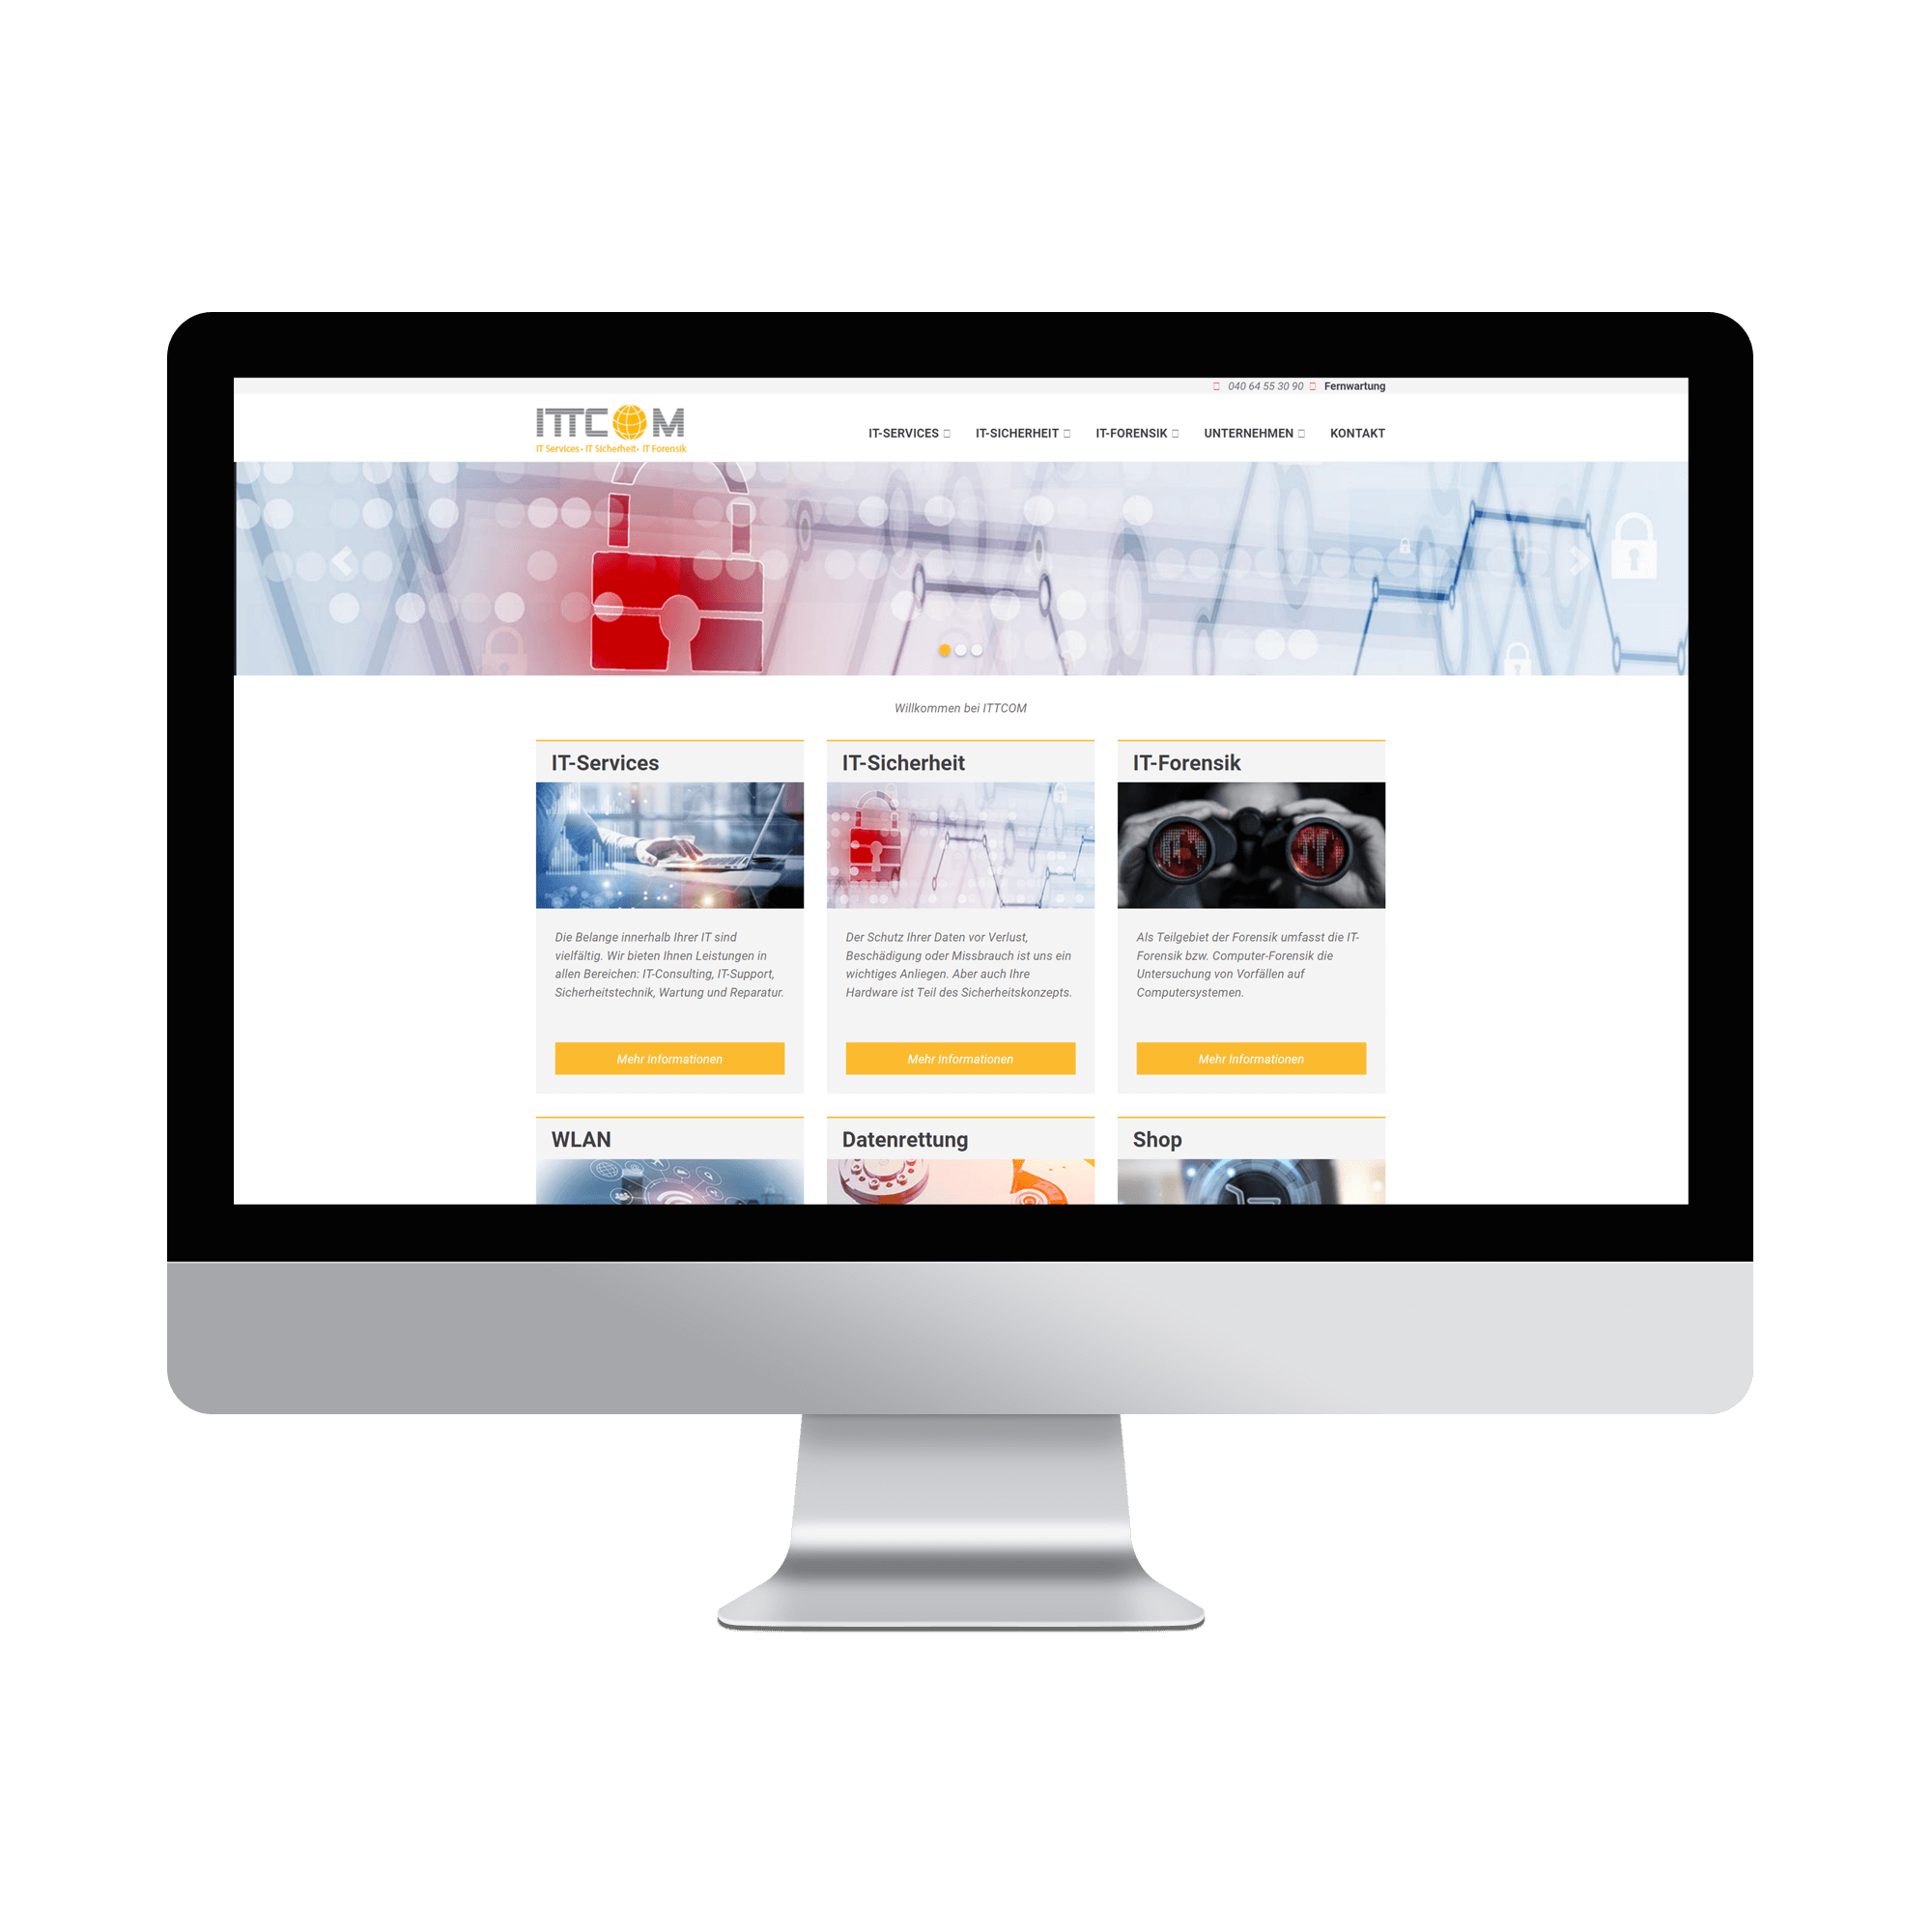 040 64 55 30 90 Fernwartung
ITTCOM
IT Services • IT Sicherheit • IT Forensik
IT-SERVICES IT-SICHERHEIT IT-FORENSIK UNTERNEHMEN KONTAKT
Willkommen bei ITTCOM
IT-Services
Die Belange innerhalb Ihrer IT sind
vielfältig. Wir bieten Ihnen Leistungen in
allen Bereichen: IT-Consulting, IT-Support,
Sicherheitstechnik, Wartung und Reparatur.
Mehr Informationen
IT-Sicherheit
Der Schutz Ihrer Daten vor Verlust,
Beschädigung oder Missbrauch ist uns ein
wichtiges Anliegen. Aber auch Ihre
Hardware ist Teil des Sicherheitskonzepts.
Mehr Informationen
IT-Forensik
Als Teilgebiet der Forensik umfasst die IT-
Forensik bzw. Computer-Forensik die
Untersuchung von Vorfällen auf
Computersystemen.
Mehr Informationen
WLAN
Datenrettung
Shop